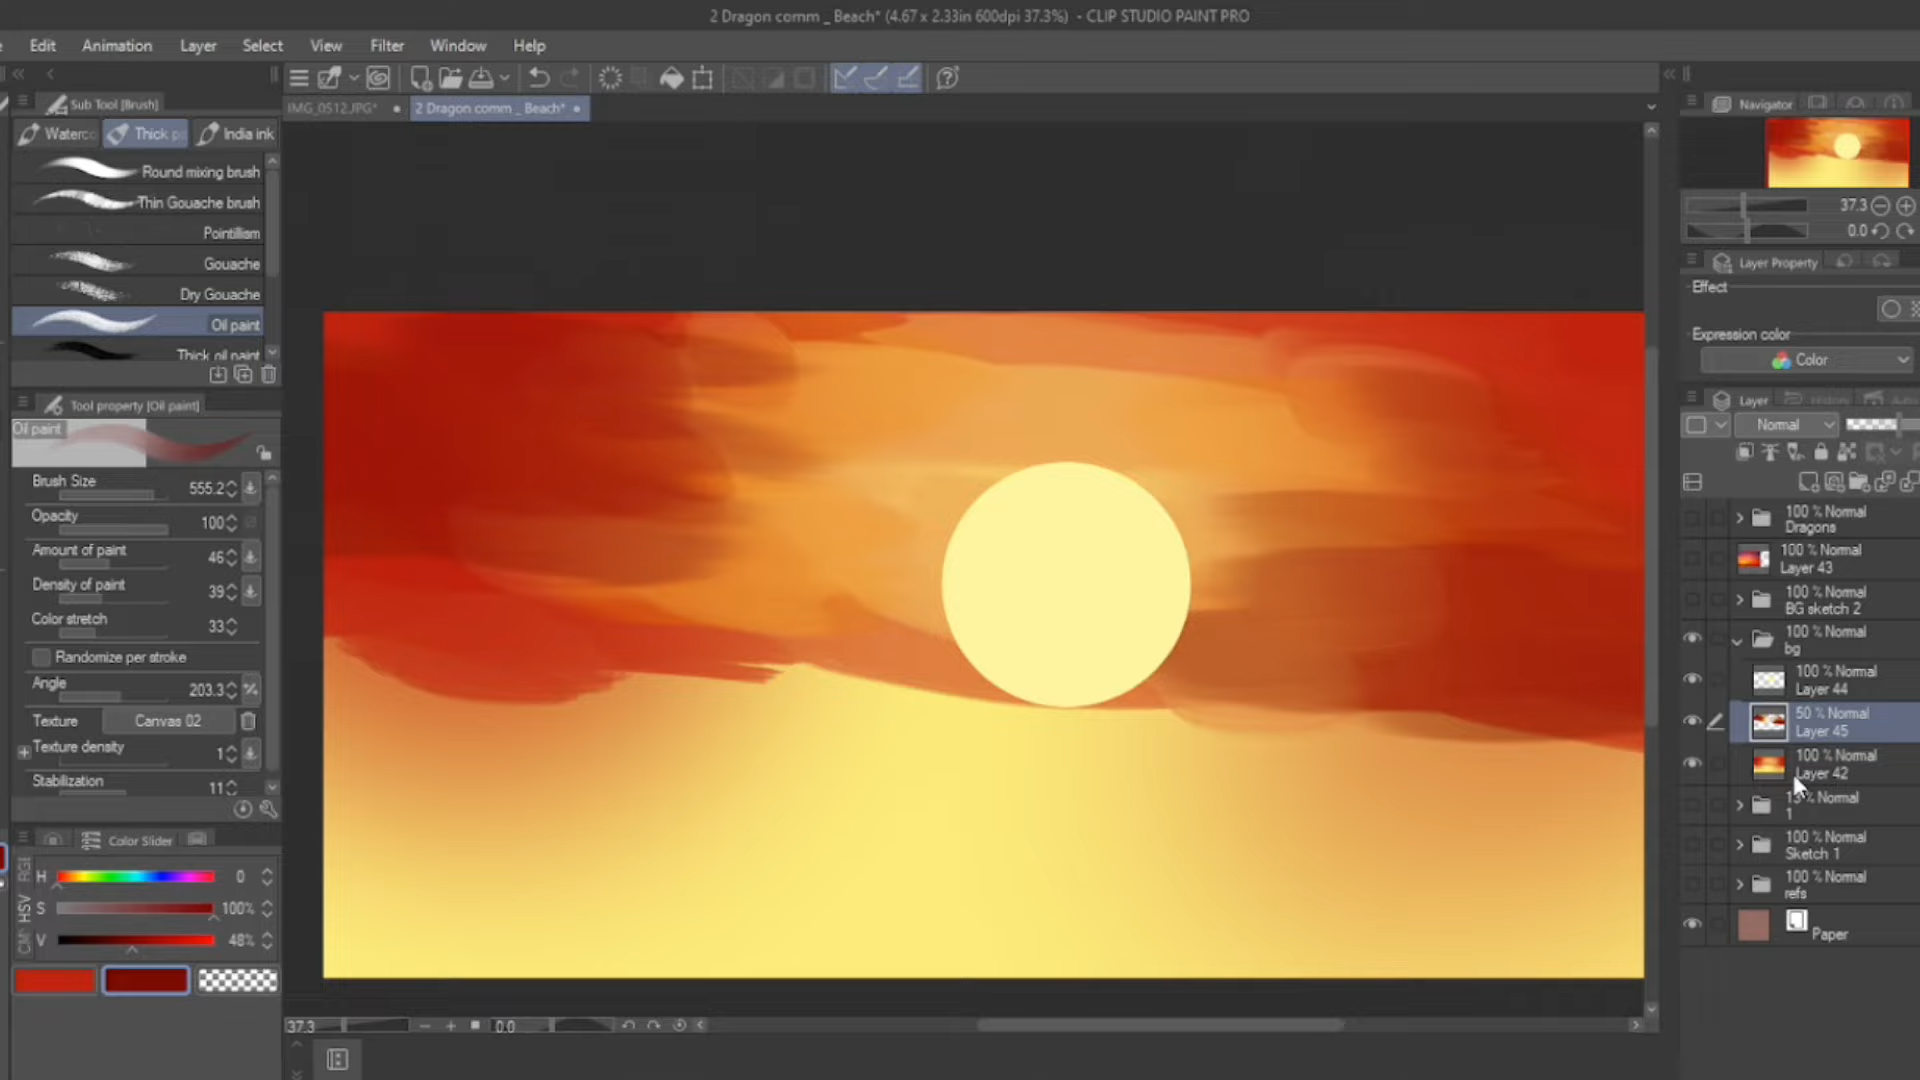 2 Dragon comm _ Beach* (4.67 x 2.33in 600dpi 37.3%) - CLIP STUDIO PAINT PRO
Edit Animation Layer Select View Filter Window Help
IMG_0512.JPG*
2 Dragon comm _ Beach*
Sub Tool [Brush]
Waterc
Thick p
India ink
Round mixing brush
Thin Gouache brush
Pointillism
Gouache
Dry Gouache
Oil paint
Thick oil paint
Tool property [Oil paint]
Oil paint
Brush Size 555.2
Opacity 100
Amount of paint 46
Density of paint 39
Color stretch 33
Randomize per stroke
Angle 203.3
Texture Canvas 02
Texture density 1
Stabilization 11
Color Slider
RGB
HSV
H 0
S 100%
V 48%
37.3
0.0
Navigator
37.3
0.0
Layer Property
Effect
Expression color
Color
Layer
History
Normal
100 % Normal
Dragons
100 % Normal
Layer 43
100 % Normal
BG sketch 2
100 % Normal
bg
100 % Normal
Layer 44
50 % Normal
Layer 45
100 % Normal
Layer 42
% Normal
1
100 % Normal
Sketch 1
100 % Normal
refs
Paper